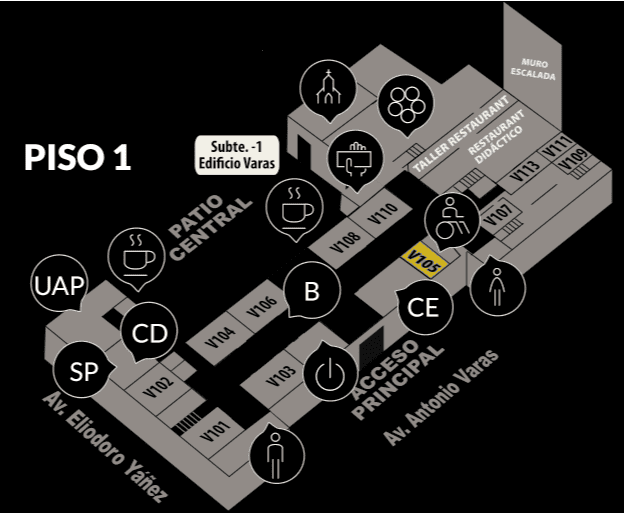 PISO 1
MURO
ESCALADA
TALLER RESTAURANT
RESTAURANT
DIDÁCTICO
V111
V109
V113
V107
Subte. -1
Edificio Varas
PATIO
CENTRAL
V110
V108
V105
UAP
B
CE
V106
V104
CD
SP
V103
V102
V101
ACCESO
PRINCIPAL
Av. Antonio Varas
Av. Eliodoro Yáñez